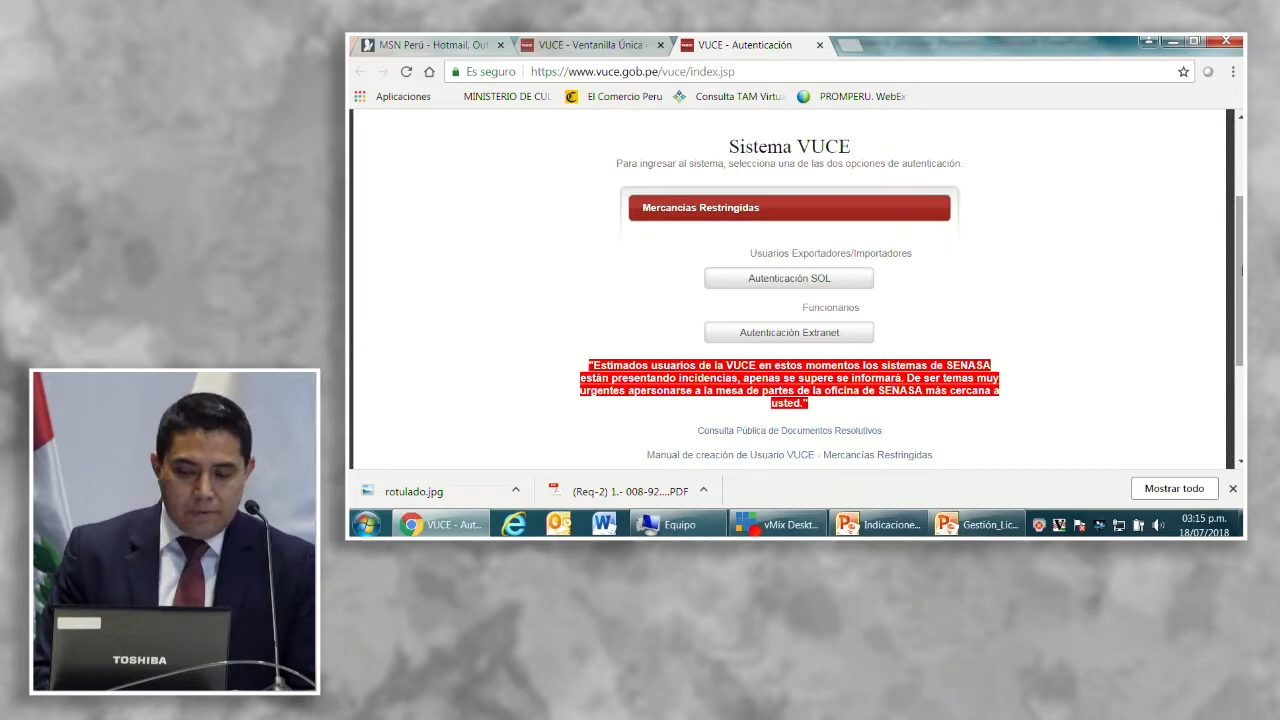 MSN Perú - Hotmail, Out
VUCE - Ventanilla Única
VUCE - Autenticación
Es seguro
https://www.vuce.gob.pe/vuce/index.jsp
Aplicaciones
MINISTERIO DE CUL
El Comercio Peru
Consulta TAM Virtua
PROMPERU. WebEx
Sistema VUCE
Para ingresar al sistema, selecciona una de las dos opciones de autenticación.
Mercancías Restringidas
Usuarios Exportadores/Importadores
Autenticación SOL
Funcionarios
Autenticación Extranet
"Estimados usuarios de la VUCE en estos momentos los sistemas de SENASA
están presentando incidencias, apenas se supere se informará. De ser temas muy
urgentes apersonarse a la mesa de partes de la oficina de SENASA más cercana a
usted."
Consulta Pública de Documentos Resolutivos
Manual de creación de Usuario VUCE - Mercancías Restringidas
rotulado.jpg
(Req-2) 1.- 008-92....PDF
Mostrar todo
VUCE - Aut...
Equipo
vMix Deskt...
Indicacione...
Gestión_Lic...
03:15 p.m.
18/07/2018
TOSHIBA